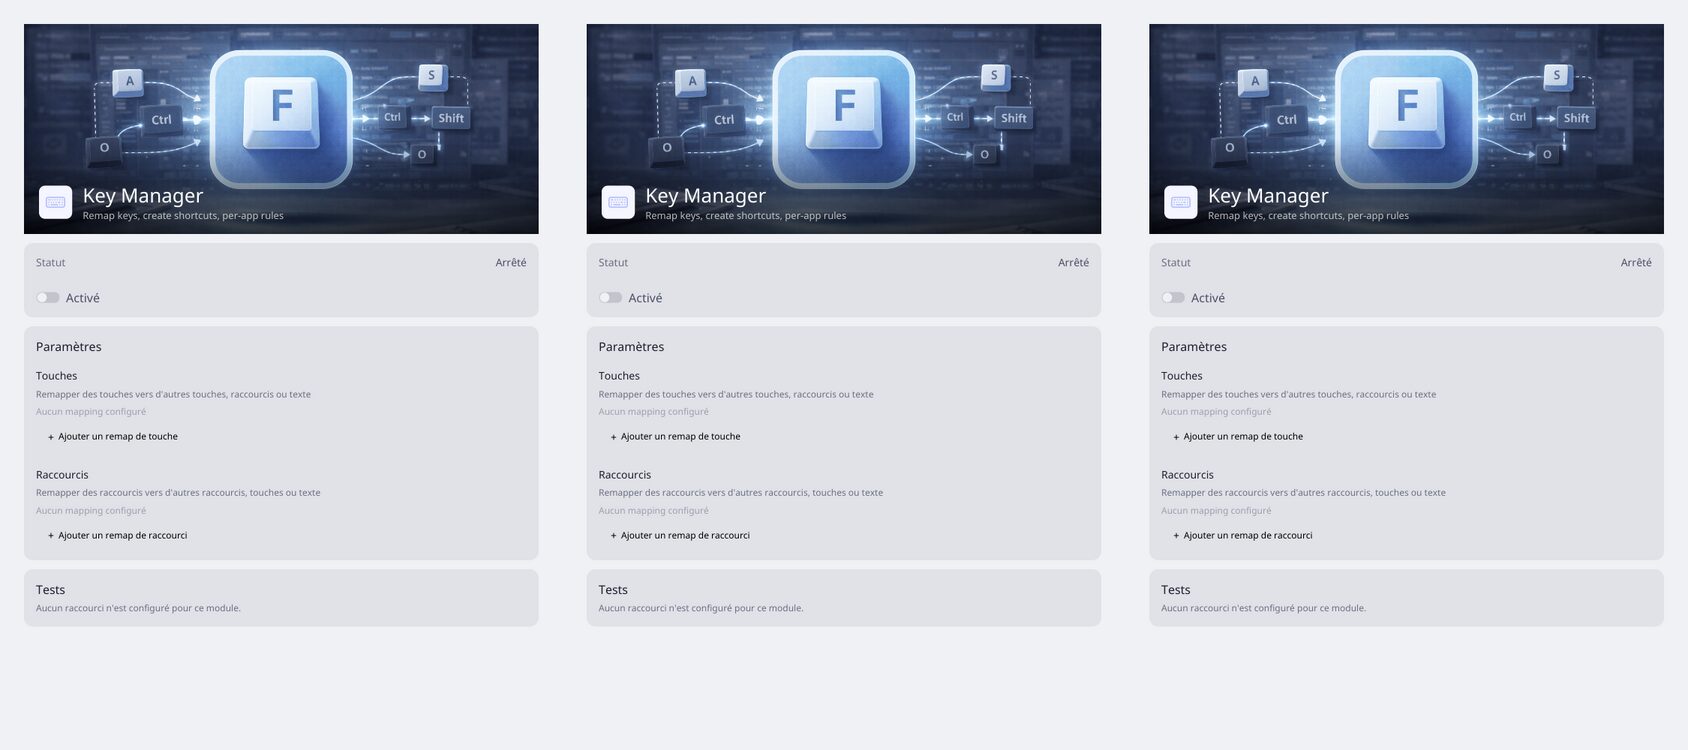 A
Ctrl
O
F
S
Ctrl
Shift
O
Key Manager
Remap keys, create shortcuts, per-app rules
Statut
Arrêté
Activé
Paramètres
Touches
Remapper des touches vers d'autres touches, raccourcis ou texte
Aucun mapping configuré
+ Ajouter un remap de touche
Raccourcis
Remapper des raccourcis vers d'autres raccourcis, touches ou texte
Aucun mapping configuré
+ Ajouter un remap de raccourci
Tests
Aucun raccourci n'est configuré pour ce module.
A
Ctrl
O
F
S
Ctrl
Shift
O
Key Manager
Remap keys, create shortcuts, per-app rules
Statut
Arrêté
Activé
Paramètres
Touches
Remapper des touches vers d'autres touches, raccourcis ou texte
Aucun mapping configuré
+ Ajouter un remap de touche
Raccourcis
Remapper des raccourcis vers d'autres raccourcis, touches ou texte
Aucun mapping configuré
+ Ajouter un remap de raccourci
Tests
Aucun raccourci n'est configuré pour ce module.
A
Ctrl
O
F
S
Ctrl
Shift
O
Key Manager
Remap keys, create shortcuts, per-app rules
Statut
Arrêté
Activé
Paramètres
Touches
Remapper des touches vers d'autres touches, raccourcis ou texte
Aucun mapping configuré
+ Ajouter un remap de touche
Raccourcis
Remapper des raccourcis vers d'autres raccourcis, touches ou texte
Aucun mapping configuré
+ Ajouter un remap de raccourci
Tests
Aucun raccourci n'est configuré pour ce module.